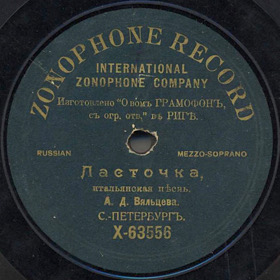 ZONOPHONE RECORD
INTERNATIONAL
ZONOPHONE COMPANY
Изготовлено "О вомъ ГРАМОФОНЪ,
съ огр. отв," въ РИГѢ.
RUSSIAN MEZZO-SOPRANO
Ласточка,
итальянская пѣснь.
А. Д. Вяльцева.
С.-ПЕТЕРБУРГЪ.
X-63556